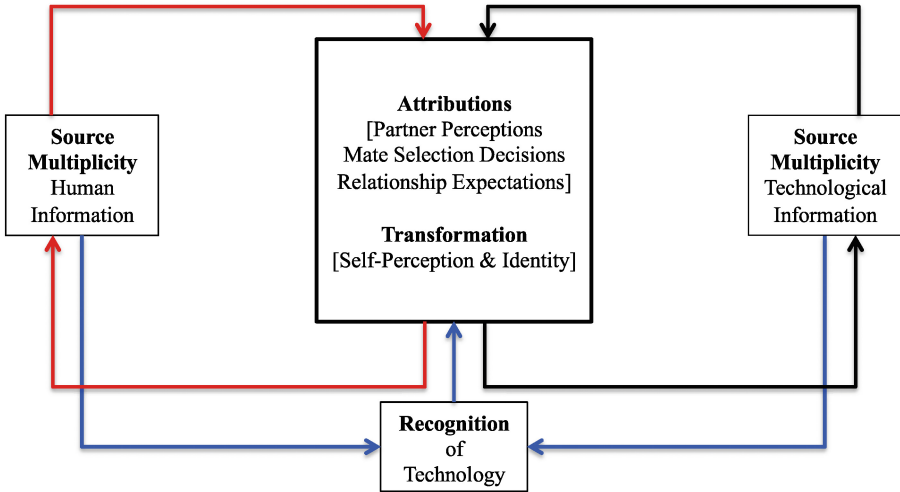 Source
Multiplicity
Human
Information
Attributions
[Partner Perceptions
Mate Selection Decisions
Relationship Expectations]
Transformation
[Self-Perception & Identity]
Source
Multiplicity
Technological
Information
Recognition
of
Technology